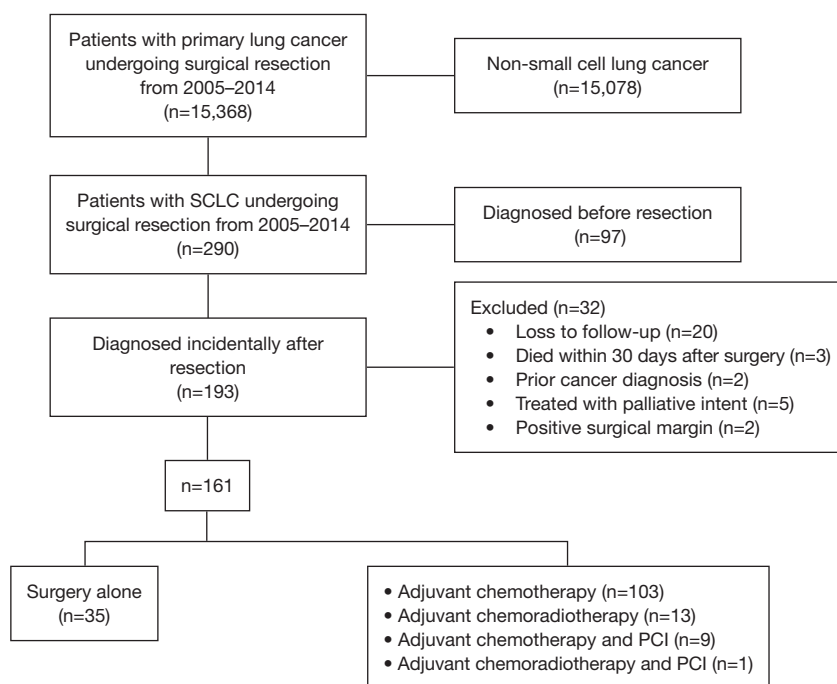 Patients with primary lung cancer
undergoing surgical resection
from 2005–2014
(n=15,368)
Non-small cell lung cancer
(n=15,078)
Patients with SCLC undergoing
surgical resection from 2005–2014
(n=290)
Diagnosed before resection
(n=97)
Diagnosed incidentally after
resection
(n=193)
Excluded (n=32)
• Loss to follow-up (n=20)
• Died within 30 days after surgery (n=3)
• Prior cancer diagnosis (n=2)
• Treated with palliative intent (n=5)
• Positive surgical margin (n=2)
n=161
Surgery alone
(n=35)
• Adjuvant chemotherapy (n=103)
• Adjuvant chemoradiotherapy (n=13)
• Adjuvant chemotherapy and PCI (n=9)
• Adjuvant chemoradiotherapy and PCI (n=1)